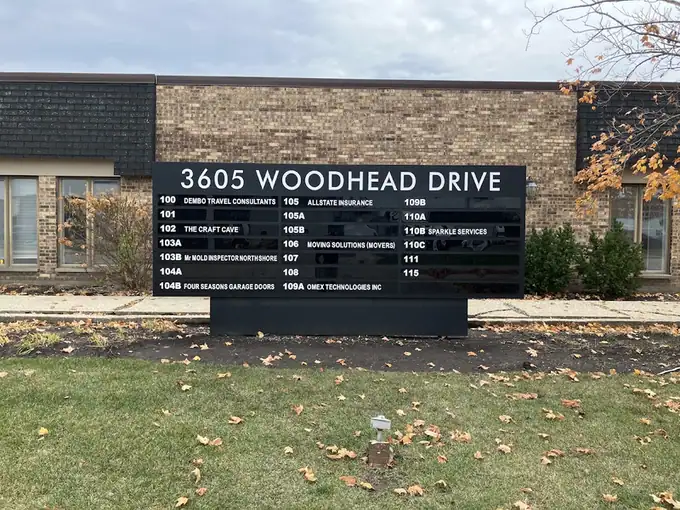 3605 WOODHEAD DRIVE
100 DEMBO TRAVEL CONSULTANTS
101
102 THE CRAFT CAVE
103A
103B Mr MOLD INSPECTOR NORTH SHORE
104A
104B FOUR SEASONS GARAGE DOORS
105 ALLSTATE INSURANCE
105A
105B
106 MOVING SOLUTIONS (MOVERS)
107
108
109A OMEX TECHNOLOGIES INC
109B
110A
110B SPARKLE SERVICES
110C
111
115